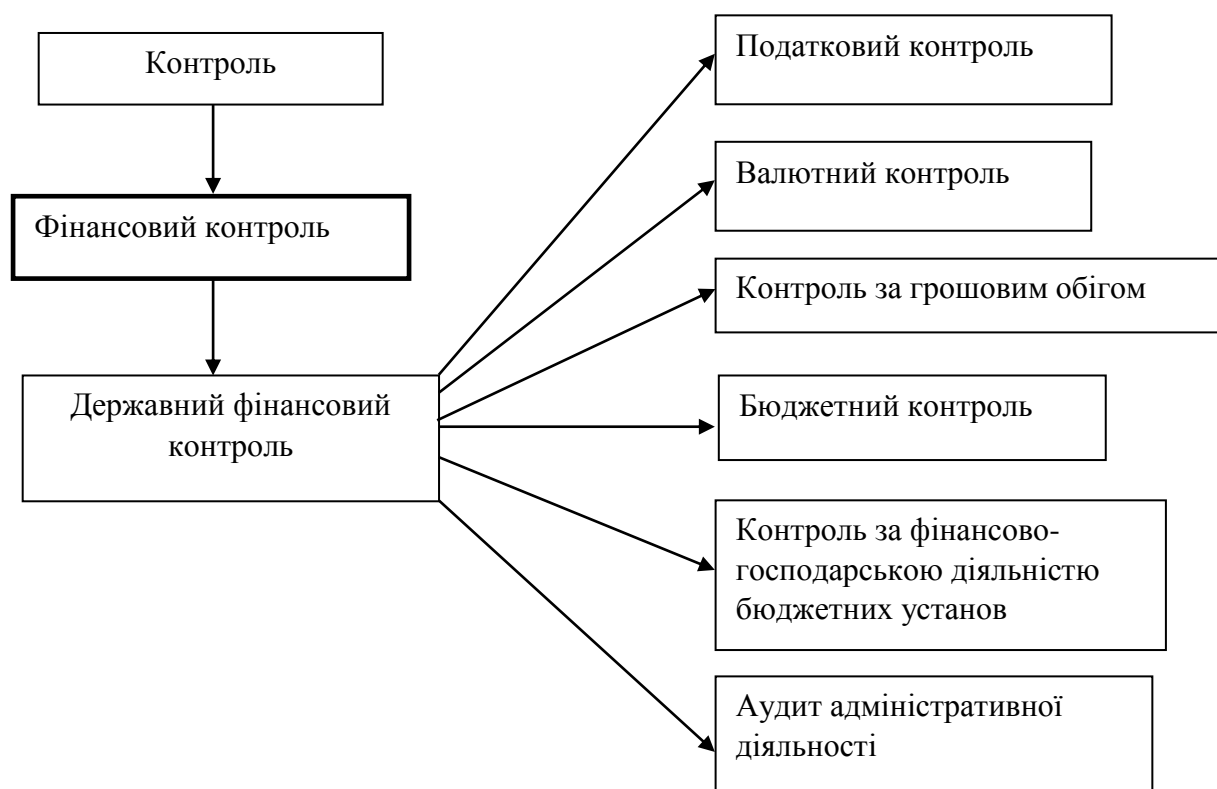 Контроль
Фінансовий контроль
Державний фінансовий
контроль
Податковий контроль
Валютний контроль
Контроль за грошовим обігом
Бюджетний контроль
Контроль за фінансово-
господарською діяльністю
бюджетних установ
Аудит адміністративної
діяльності